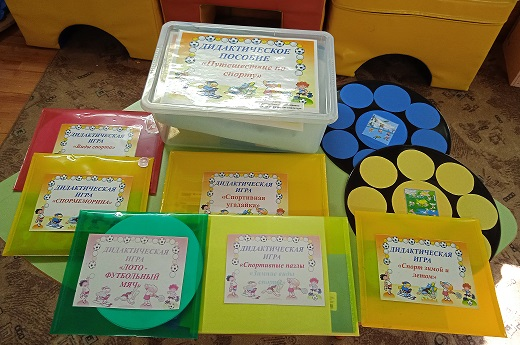 ДИДАКТИЧЕСКОЕ
ПОСОБИЕ
«Путешествие по
спорту»
ДИДАКТИЧЕСКАЯ
ИГРА
«Виды спорта»
ДИДАКТИЧЕСКАЯ
ИГРА
«СПОРМЕМОРИНА»
ДИДАКТИЧЕСКАЯ
ИГРА
«Спортивная
угадайка»
ДИДАКТИЧЕСКАЯ
ИГРА
«ЛОТО -
ФУТБОЛЬНЫЙ
МЯЧ»
ДИДАКТИЧЕСКАЯ
ИГРА
«Спортивные пазлы
ДИДАКТИЧЕСКАЯ
ИГРА
«Спорт зимой и
летом»